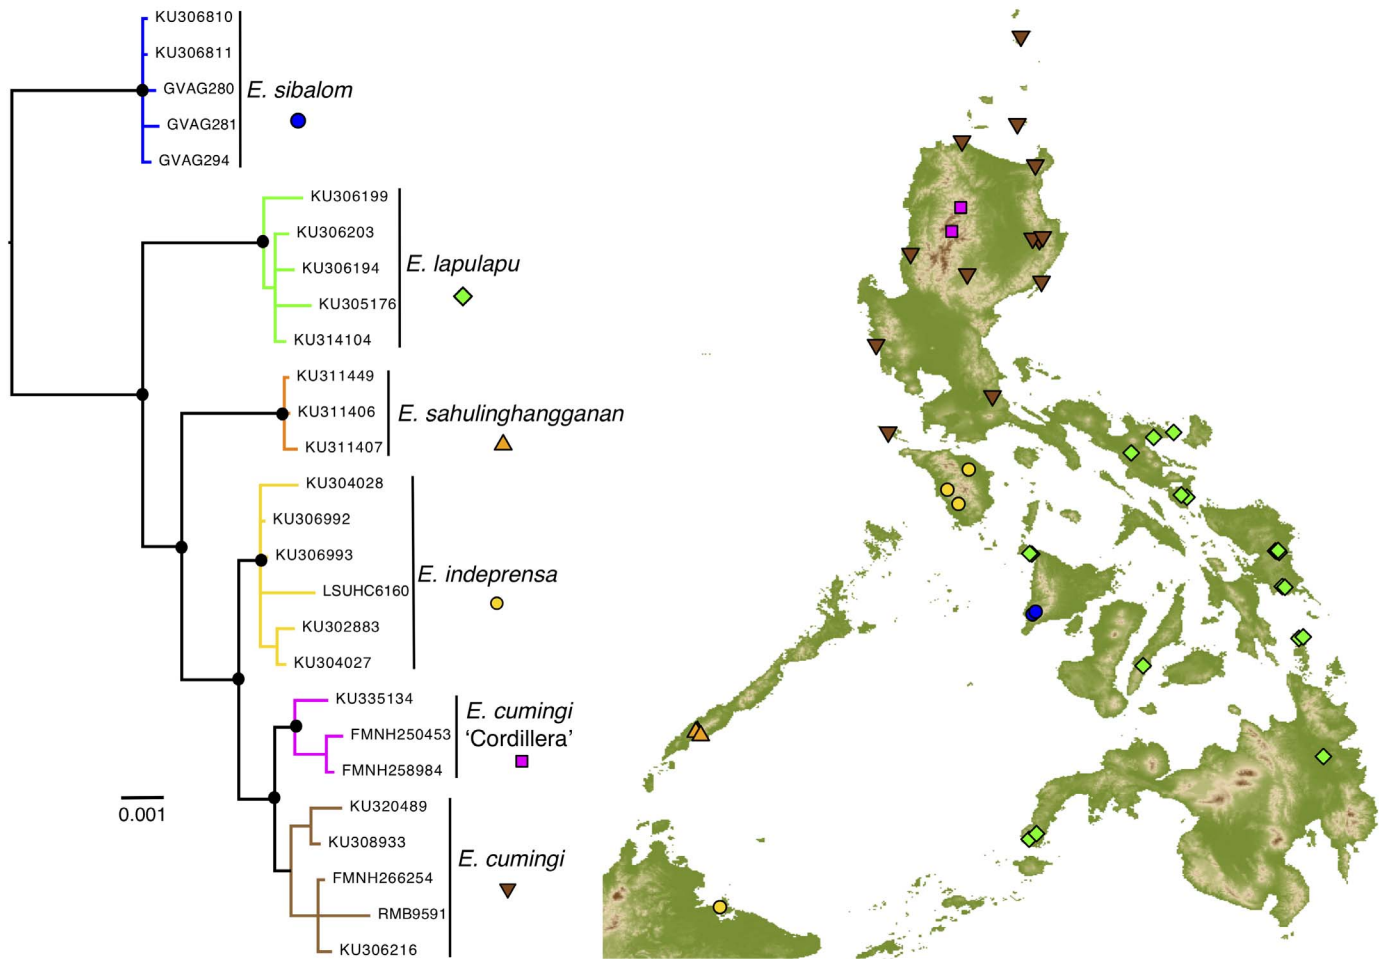 KU306810
KU306811
GVAG280
E. sibalom
GVAG281
GVAG294
KU306199
KU306203
KU306194
E. lapulapu
KU305176
KU314104
KU311449
KU311406
E. sahulinghangganan
KU311407
KU304028
KU306992
KU306993
E. indeprensa
LSUHC6160
KU302883
KU304027
KU335134
E. cumingi
FMNH250453
'Cordillera'
FMNH258984
0.001
KU320489
KU308933
E. cumingi
FMNH266254
RMB9591
KU306216